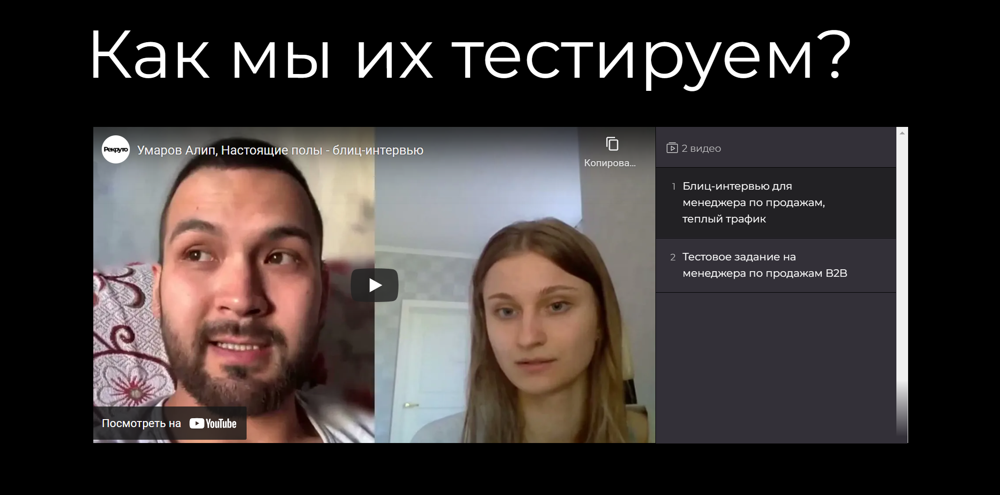 Как мы их тестируем?
Рекруто
Умаров Алип, Настоящие полы - блиц-интервью
Копирова...
2 видео
1 Блиц-интервью для
менеджера по продажам,
теплый трафик
2 Тестовое задание на
менеджера по продажам B2B
Посмотреть на YouTube